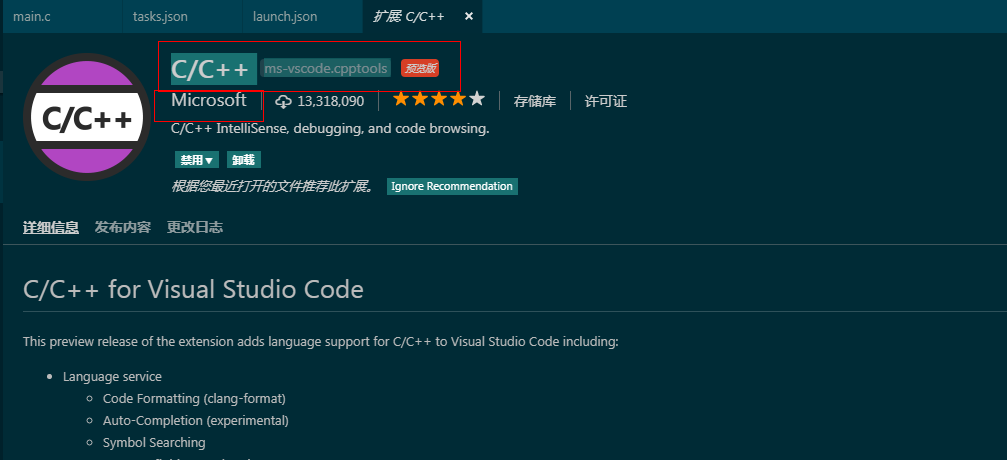 main.c tasks.json launch.json 扩展: C/C++ ×
C/C++ ms-vscode.cpptools 预览版
C/C++
Microsoft 13,318,090 存储库 许可证
C/C++ IntelliSense, debugging, and code browsing.
禁用 卸载
根据您最近打开的文件推荐此扩展。 Ignore Recommendation
详细信息 发布内容 更改日志
C/C++ for Visual Studio Code
This preview release of the extension adds language support for C/C++ to Visual Studio Code including:
Language service
Code Formatting (clang-format)
Auto-Completion (experimental)
Symbol Searching